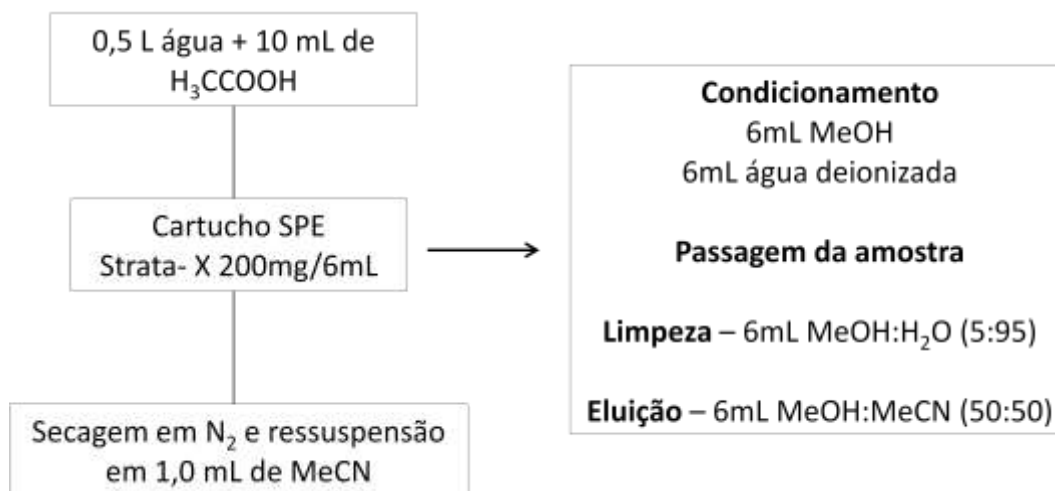 0,5 L água + 10 mL de
H₃CCOOH
Cartucho SPE
Strata- X 200mg/6mL
Secagem em N₂ e ressuspensão
em 1,0 mL de MeCN
Condicionamento
6mL MeOH
6mL água deionizada
Passagem da amostra
Limpeza – 6mL MeOH:H₂O (5:95)
Eluição – 6mL MeOH:MeCN (50:50)